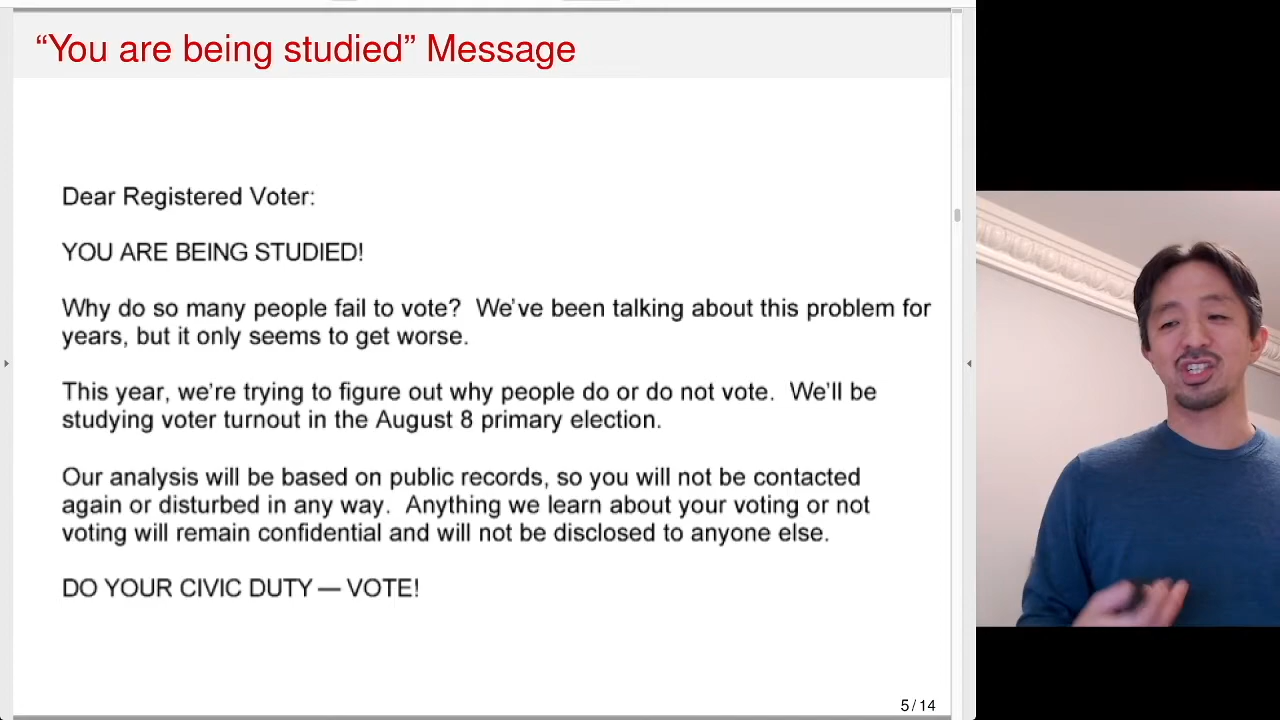 “You are being studied” Message
Dear Registered Voter:
YOU ARE BEING STUDIED!
Why do so many people fail to vote?  We've been talking about this problem for
years, but it only seems to get worse.
This year, we're trying to figure out why people do or do not vote.  We'll be
studying voter turnout in the August 8 primary election.
Our analysis will be based on public records, so you will not be contacted
again or disturbed in any way.  Anything we learn about your voting or not
voting will remain confidential and will not be disclosed to anyone else.
DO YOUR CIVIC DUTY — VOTE!
5 / 14